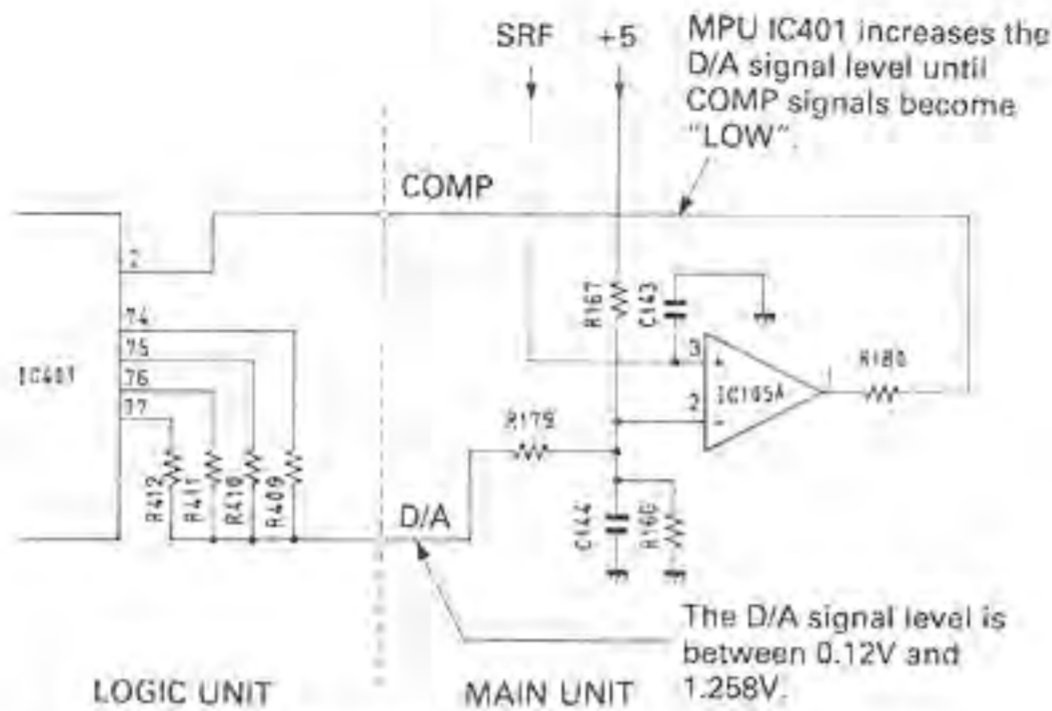 SRF +5
MPU IC401 increases the
D/A signal level until
COMP signals become
"LOW".
COMP
2
74
75
76
77
IC401
R412
R411
R410
R409
D/A
R179
R167
C143
3
+
2
-
IC105A
1
R180
C144
R160
The D/A signal level is
between 0.12V and
1.258V.
LOGIC UNIT
MAIN UNIT